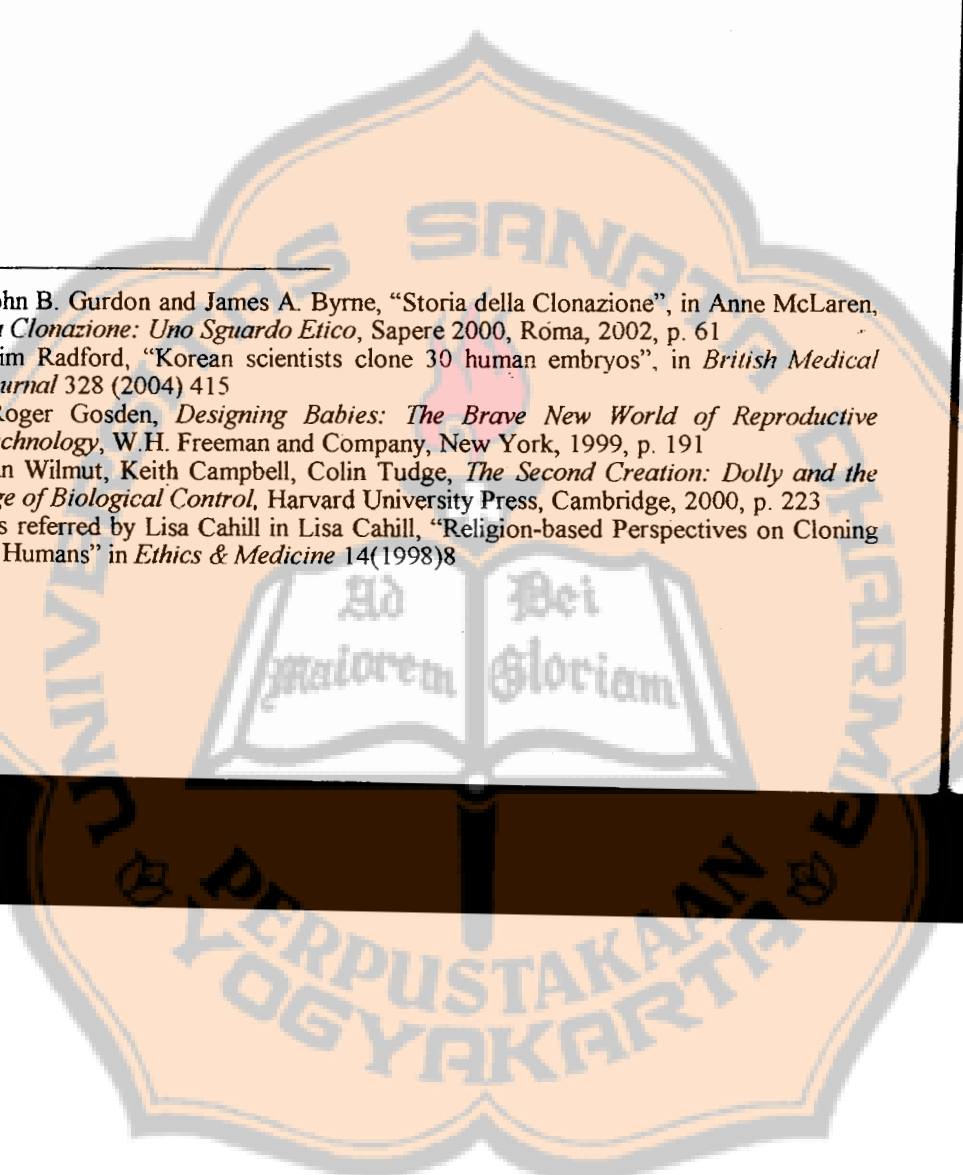 hn B. Gurdon and James A. Byrne, “Storia della Clonazione”, in Anne McLaren,
Clonazione: Uno Sguardo Etico, Sapere 2000, Roma, 2002, p. 61
im Radford, “Korean scientists clone 30 human embryos”, in British Medical
urnal 328 (2004) 415
Roger Gosden, Designing Babies: The Brave New World of Reproductive
chnology, W.H. Freeman and Company, New York, 1999, p. 191
an Wilmut, Keith Campbell, Colin Tudge, The Second Creation: Dolly and the
ge of Biological Control, Harvard University Press, Cambridge, 2000, p. 223
s referred by Lisa Cahill in Lisa Cahill, “Religion-based Perspectives on Cloning
Humans” in Ethics & Medicine 14(1998)8
UNIVERSITAS SANATA DHARMA
Ad Dei
maiorem Gloriam
PERPUSTAKAAN
YOGYAKARTA